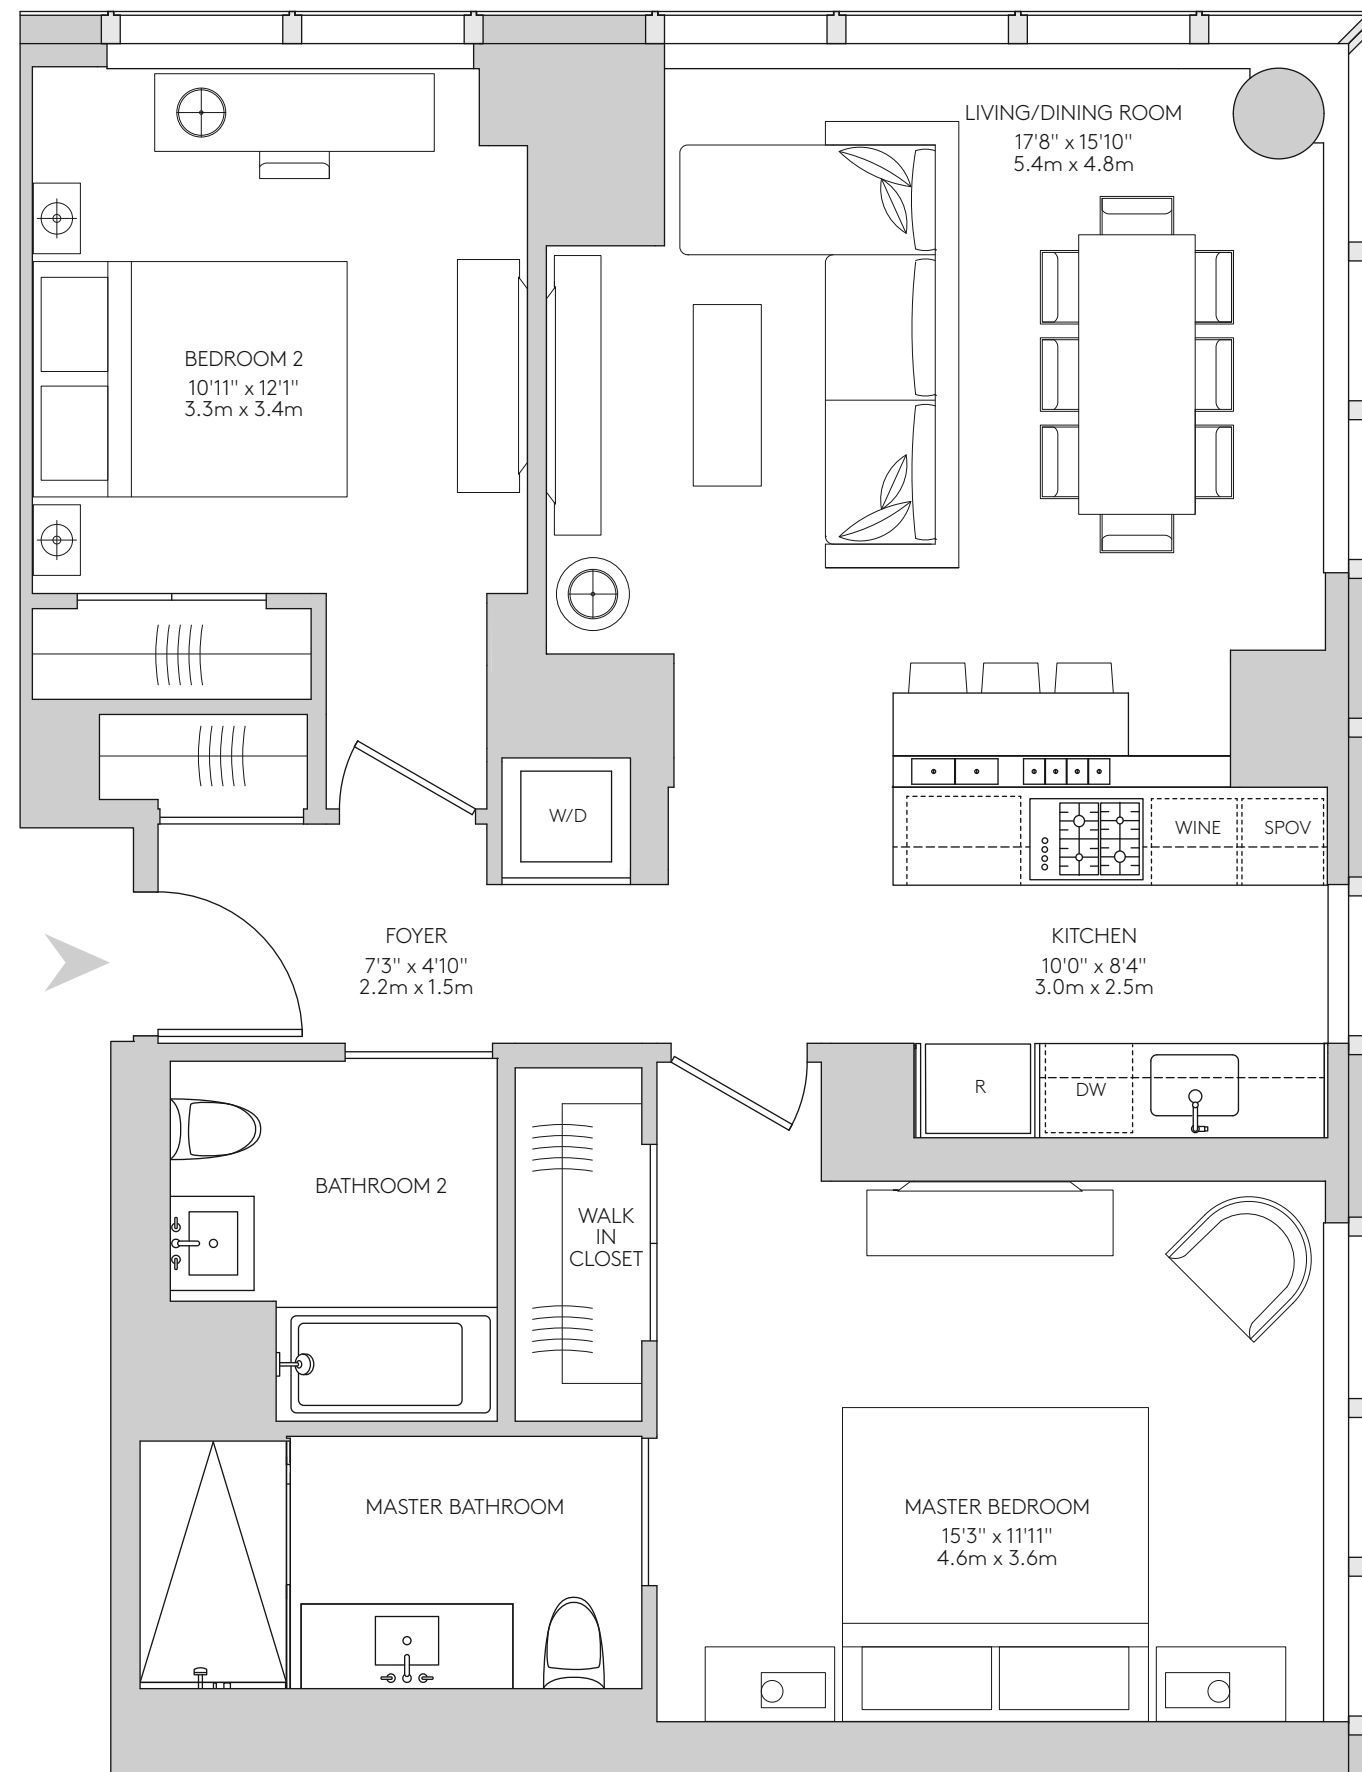 LIVING/DINING ROOM
17'8" x 15'10"
5.4m x 4.8m
BEDROOM 2
10'11" x 12'1"
3.3m x 3.4m
W/D
WINE
SPOV
FOYER
7'3" x 4'10"
2.2m x 1.5m
KITCHEN
10'0" x 8'4"
3.0m x 2.5m
R
DW
BATHROOM 2
WALK
IN
CLOSET
MASTER BATHROOM
MASTER BEDROOM
15'3" x 11'11"
4.6m x 3.6m